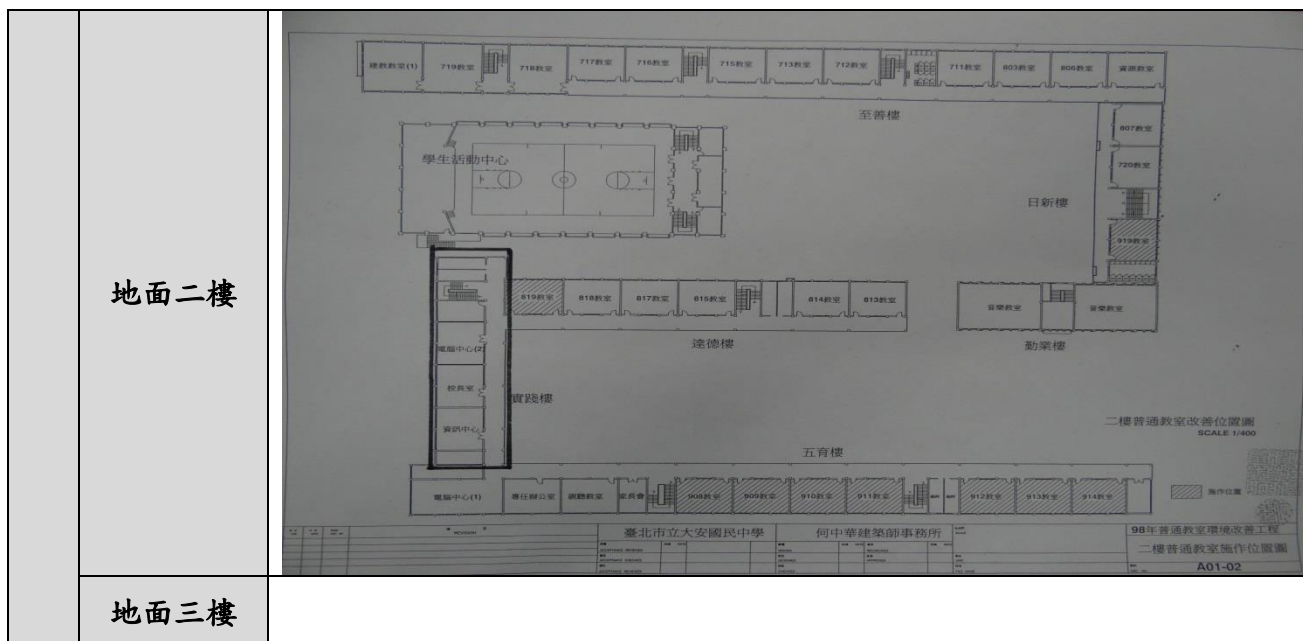 地面二樓
建教教室(1) 719教室 718教室 717教室 716教室 715教室 713教室 712教室 711教室 803教室 806教室 資源教室
至善樓
807教室
720教室
學生活動中心
日新樓
919教室
819教室 818教室 817教室 815教室 814教室 813教室
音樂教室 音樂教室
達德樓
勤業樓
電腦中心(2)
校長室
實踐樓
資訊中心
二樓普通教室改善位置圖
SCALE 1/400
五育樓
電腦中心(1) 專任辦公室 視聽教室 家長會 908教室 909教室 910教室 911教室 912教室 913教室 914教室
施作位置
REVISION
臺北市立大安國民中學
何中華建築師事務所
98年普通教室環境改善工程
二樓普通教室施作位置圖
A01-02
地面三樓